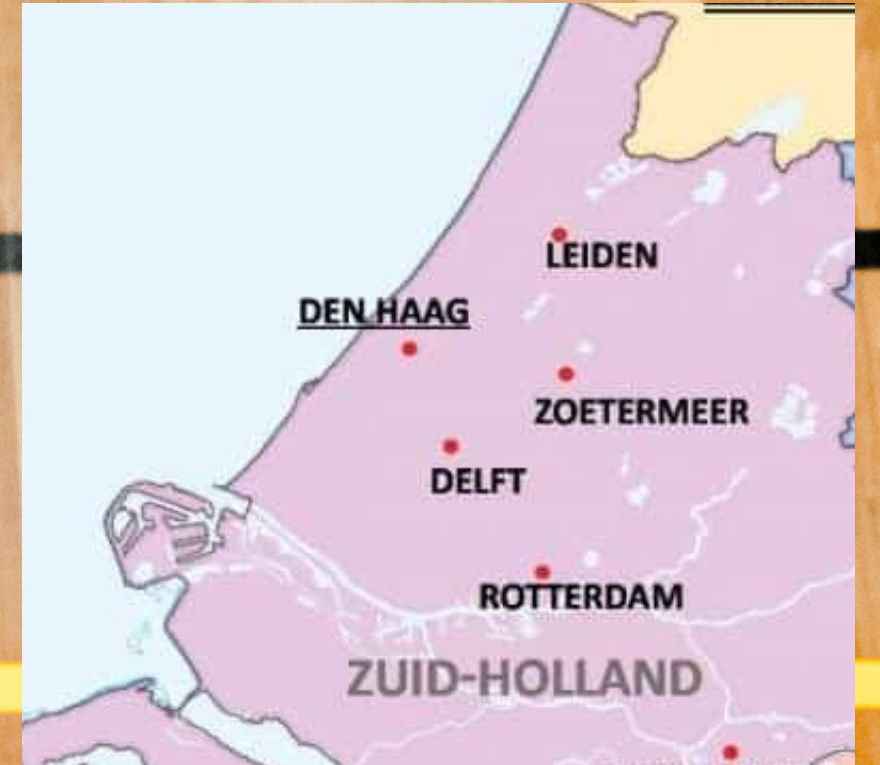 LEIDEN
DEN HAAG
ZOETERMEER
DELFT
ROTTERDAM
ZUID-HOLLAND